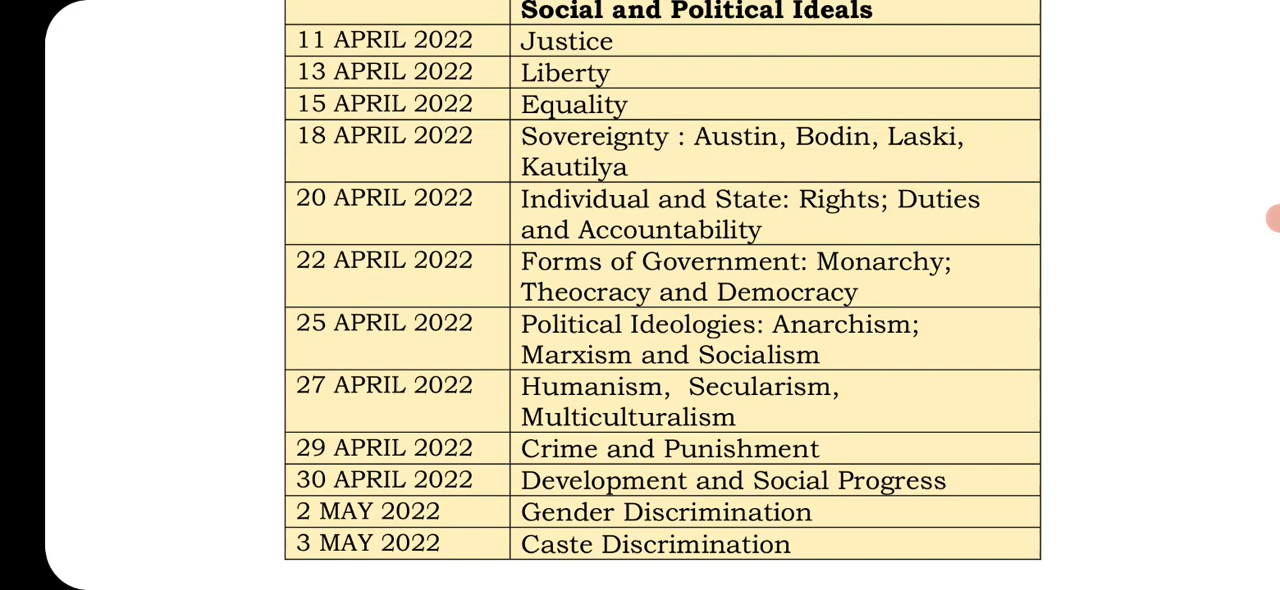 Social and Political Ideals
11 APRIL 2022 Justice
13 APRIL 2022 Liberty
15 APRIL 2022 Equality
18 APRIL 2022 Sovereignty : Austin, Bodin, Laski,
Kautilya
20 APRIL 2022 Individual and State: Rights; Duties
and Accountability
22 APRIL 2022 Forms of Government: Monarchy;
Theocracy and Democracy
25 APRIL 2022 Political Ideologies: Anarchism;
Marxism and Socialism
27 APRIL 2022 Humanism, Secularism,
Multiculturalism
29 APRIL 2022 Crime and Punishment
30 APRIL 2022 Development and Social Progress
2 MAY 2022 Gender Discrimination
3 MAY 2022 Caste Discrimination